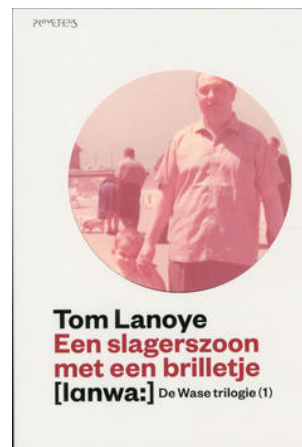 PROMETHEUS
Tom Lanoye
Een slagerszoon
met een brilletje
[lanwa:] De Wase trilogie (1)